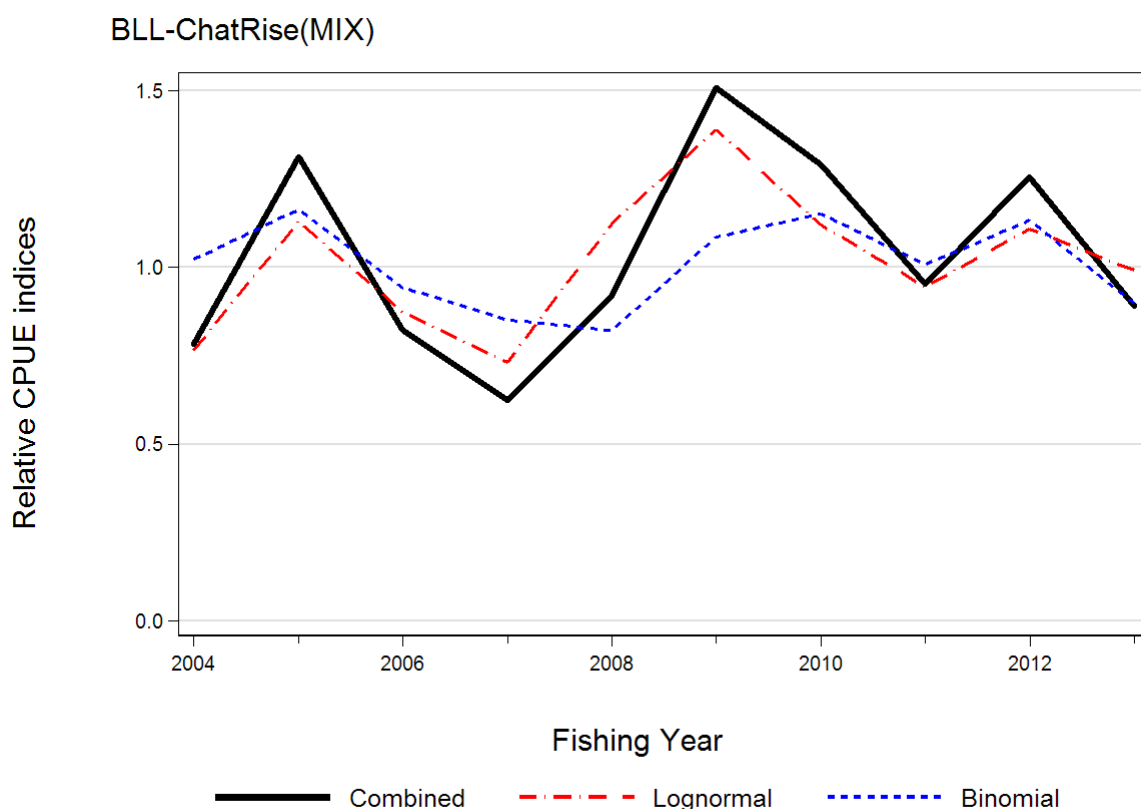 BLL-ChatRise(MIX)
1.5
1.0
0.5
0.0
Relative CPUE indices
2004 2006 2008 2010 2012
Fishing Year
Combined Lognormal Binomial